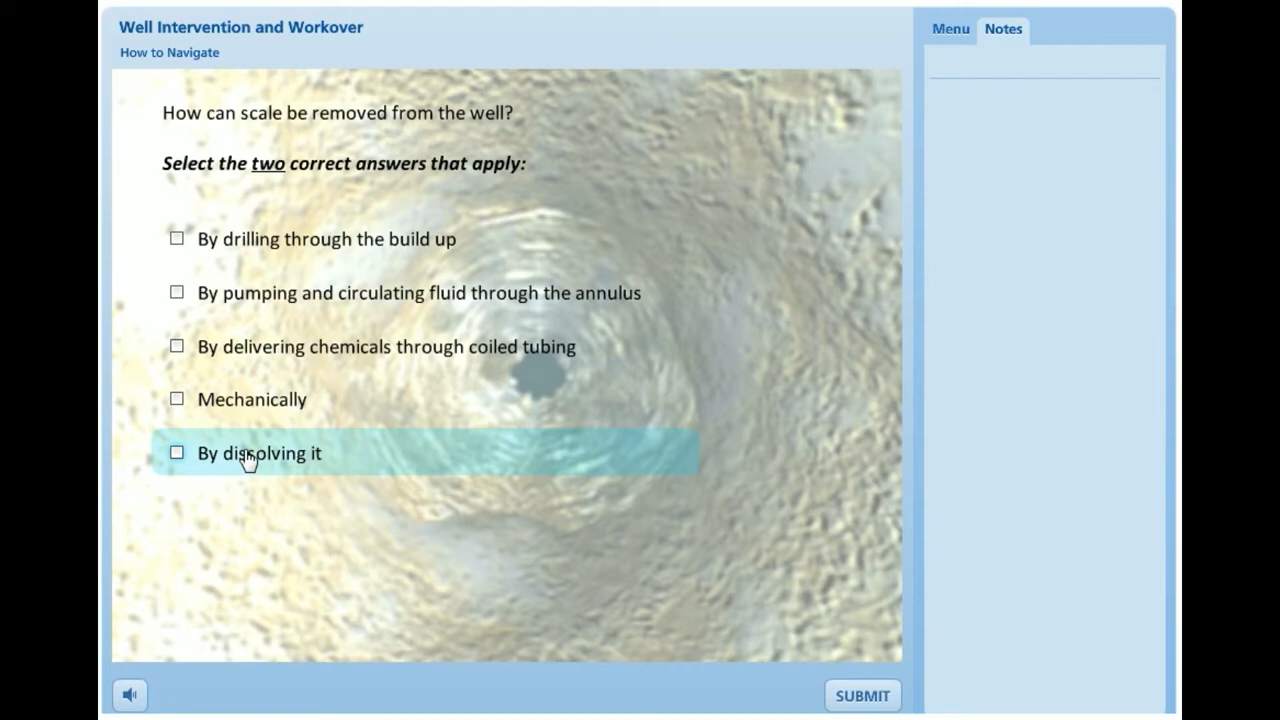 Well Intervention and Workover
How to Navigate
Menu
Notes
How can scale be removed from the well?
Select the two correct answers that apply:
By drilling through the build up
By pumping and circulating fluid through the annulus
By delivering chemicals through coiled tubing
Mechanically
By dissolving it
SUBMIT